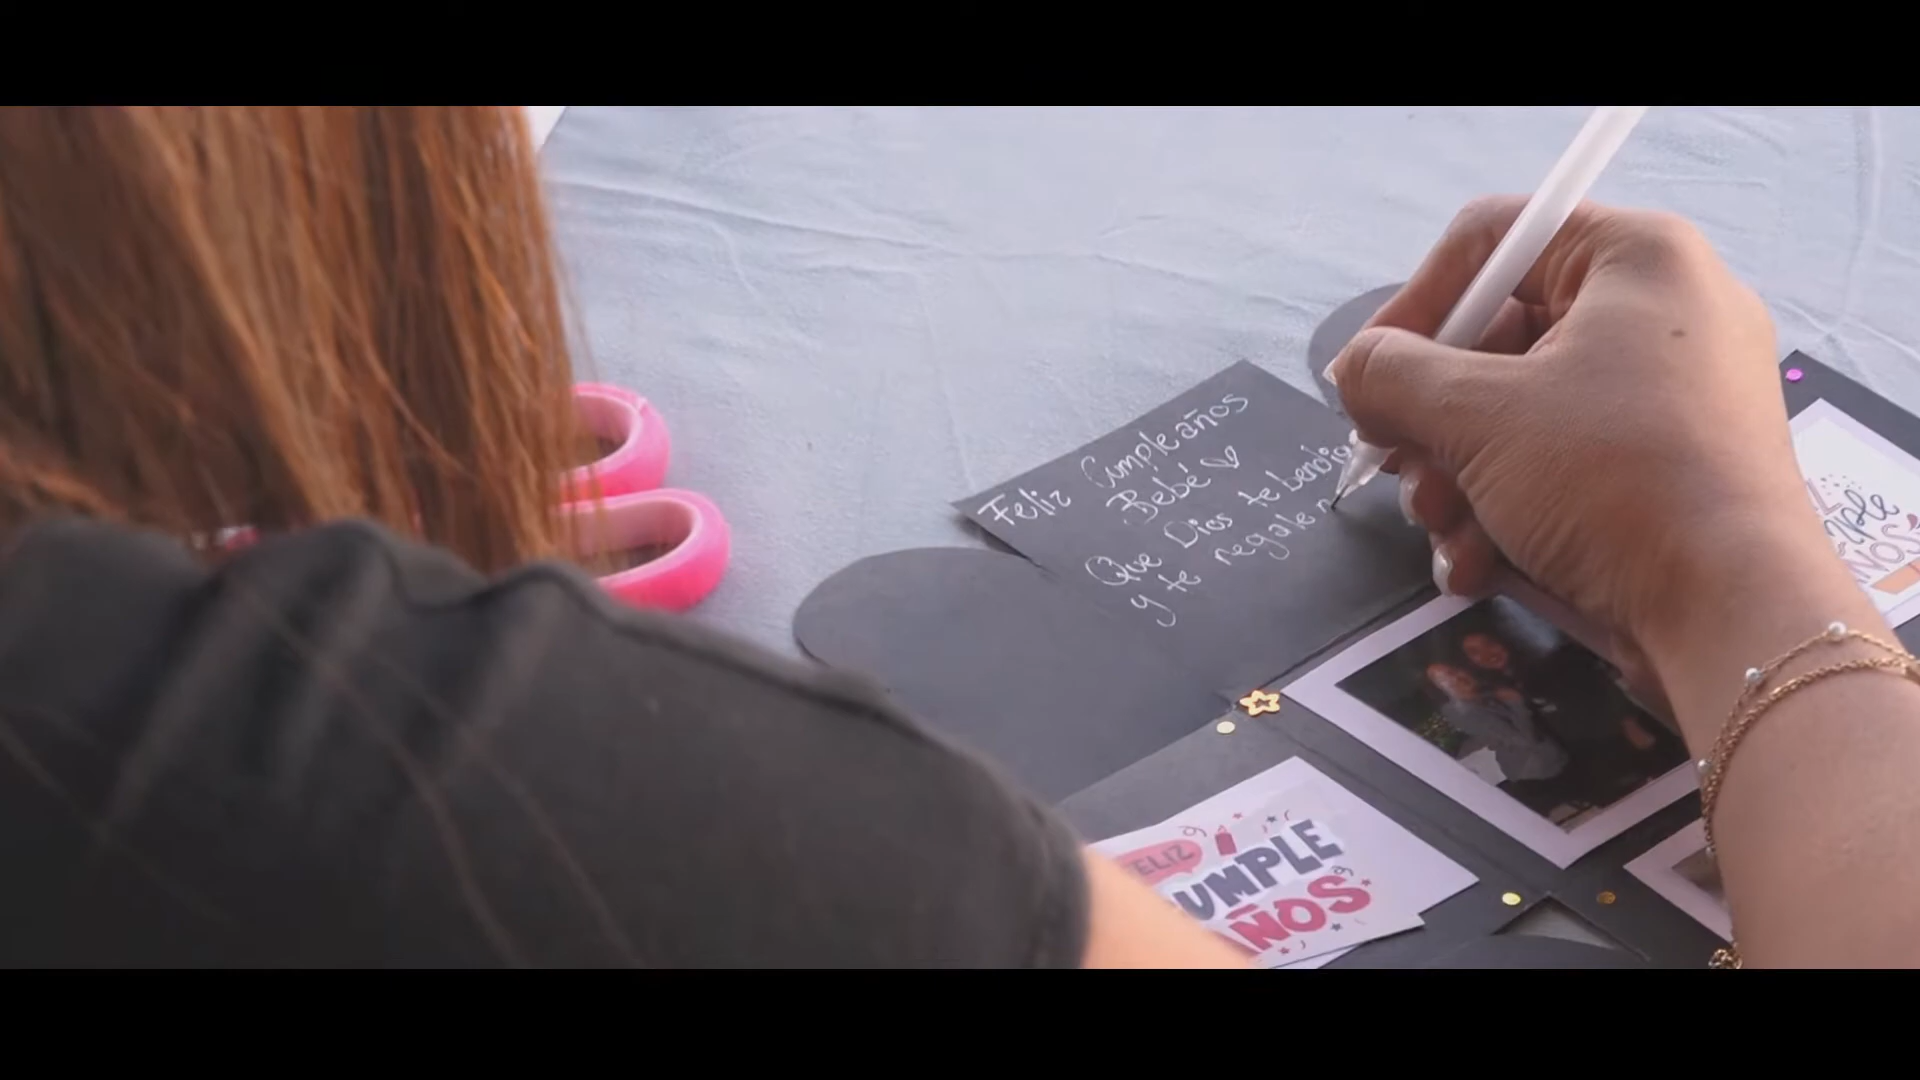 Feliz Cumpleaños
Bebé
Que Dios te bendiga
y te regale
FELIZ
CUMPLE
AÑOS